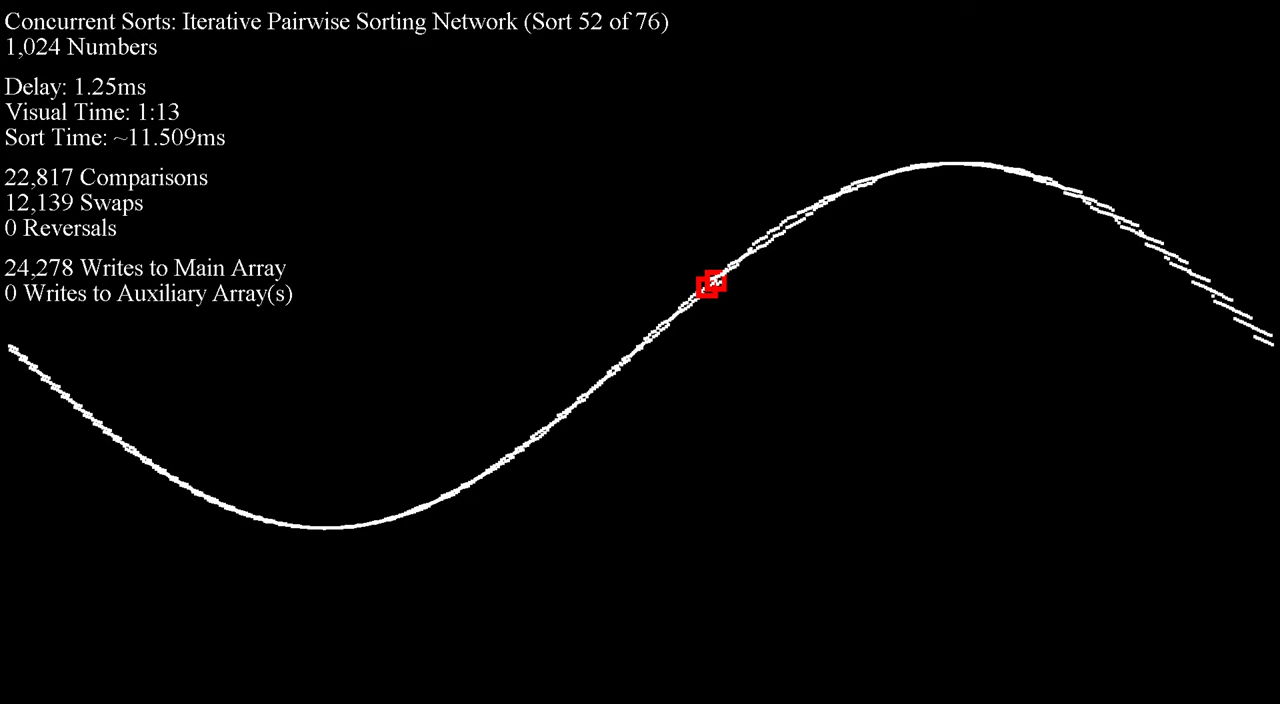 Concurrent Sorts: Iterative Pairwise Sorting Network (Sort 52 of 76)
1,024 Numbers
Delay: 1.25ms
Visual Time: 1:13
Sort Time: ~11.509ms
22,817 Comparisons
12,139 Swaps
0 Reversals
24,278 Writes to Main Array
0 Writes to Auxiliary Array(s)